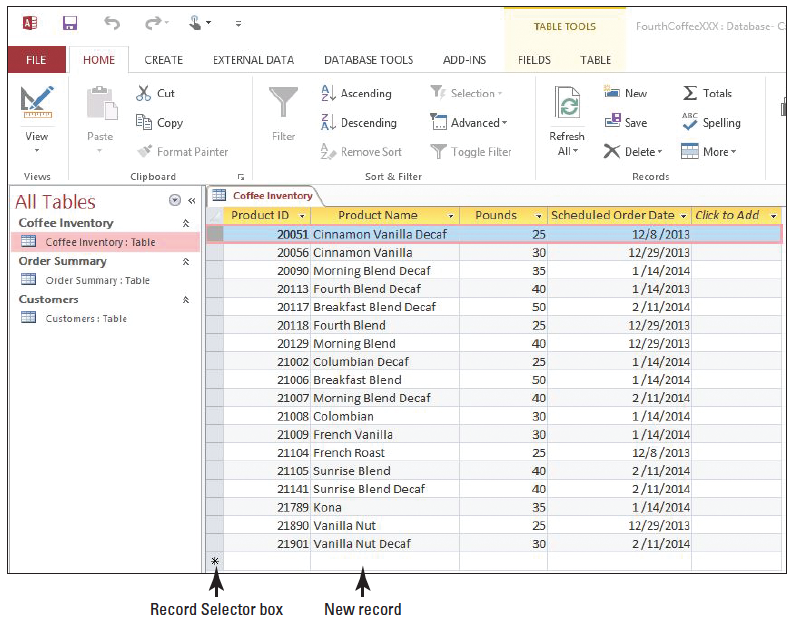 TABLE TOOLS
FourthCoffeeXXX : Database- C
FILE HOME CREATE EXTERNAL DATA DATABASE TOOLS ADD-INS FIELDS TABLE
View
Views
Paste
Cut
Copy
Format Painter
Clipboard
Filter
Ascending
Descending
Remove Sort
Selection
Advanced
Toggle Filter
Sort & Filter
Refresh
All
New
Save
Delete
Totals
ABC
Spelling
More
Records
All Tables
Coffee Inventory
Coffee Inventory : Table
Order Summary
Order Summary : Table
Customers
Customers : Table
Coffee Inventory
Product ID Product Name Pounds Scheduled Order Date Click to Add
20051 Cinnamon Vanilla Decaf 25 12/8/2013
20056 Cinnamon Vanilla 30 12/29/2013
20090 Morning Blend Decaf 35 1/14/2014
20113 Fourth Blend Decaf 40 1/14/2014
20117 Breakfast Blend Decaf 50 2/11/2014
20118 Fourth Blend 25 12/29/2013
20129 Morning Blend 40 12/29/2013
21002 Columbian Decaf 25 1/14/2014
21006 Breakfast Blend 50 1/14/2014
21007 Morning Blend Decaf 40 2/11/2014
21008 Colombian 30 1/14/2014
21009 French Vanilla 30 1/14/2014
21104 French Roast 25 12/8/2013
21105 Sunrise Blend 40 2/11/2014
21141 Sunrise Blend Decaf 40 2/11/2014
21789 Kona 35 1/14/2014
21890 Vanilla Nut 25 12/29/2013
21901 Vanilla Nut Decaf 30 2/11/2014
*
Record Selector box New record